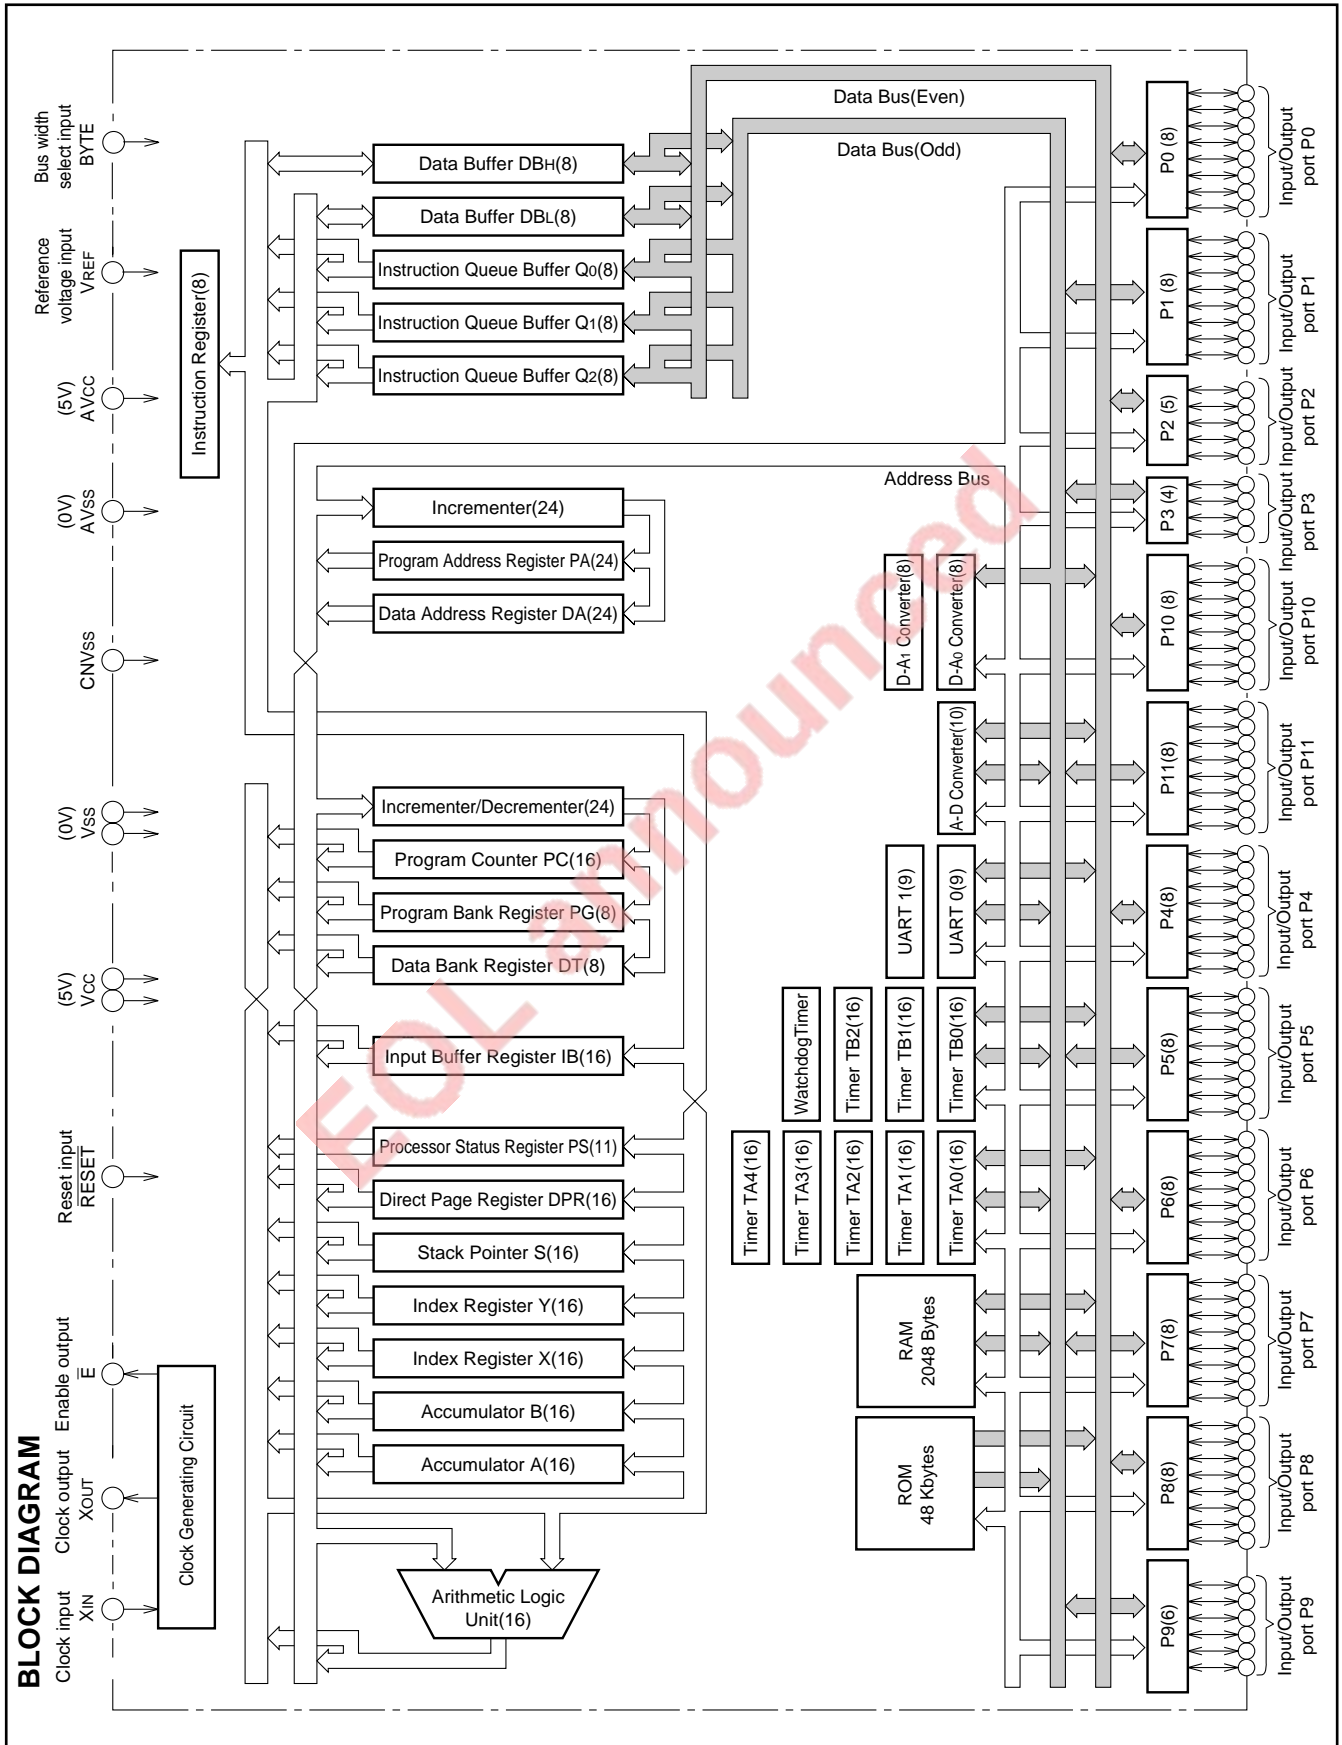 BLOCK DIAGRAM
Clock input
XIN
Clock output
XOUT
Enable output
E
Reset input
RESET
(5V)
VCC
(0V)
VSS
CNVSS
(0V)
AVSS
(5V)
AVCC
Reference
voltage input
VREF
Bus width
select input
BYTE
Clock Generating Circuit
Instruction Register(8)
Data Buffer DBH(8)
Data Buffer DBL(8)
Instruction Queue Buffer Q0(8)
Instruction Queue Buffer Q1(8)
Instruction Queue Buffer Q2(8)
Incrementer(24)
Program Address Register PA(24)
Data Address Register DA(24)
Incrementer/Decrementer(24)
Program Counter PC(16)
Program Bank Register PG(8)
Data Bank Register DT(8)
Input Buffer Register IB(16)
Processor Status Register PS(11)
Direct Page Register DPR(16)
Stack Pointer S(16)
Index Register Y(16)
Index Register X(16)
Accumulator B(16)
Accumulator A(16)
Arithmetic Logic
Unit(16)
Data Bus(Even)
Data Bus(Odd)
Address Bus
D-A1 Converter(8)
D-A0 Converter(8)
A-D Converter(10)
UART 1(9)
UART 0(9)
WatchdogTimer
Timer TB2(16)
Timer TB1(16)
Timer TB0(16)
Timer TA4(16)
Timer TA3(16)
Timer TA2(16)
Timer TA1(16)
Timer TA0(16)
RAM
2048 Bytes
ROM
48 Kbytes
P0 (8)
P1 (8)
P2 (5)
P3 (4)
P10 (8)
P11(8)
P4(8)
P5(8)
P6(8)
P7(8)
P8(8)
P9(6)
Input/Output
port P0
Input/Output
port P1
Input/Output
port P2
Input/Output
port P3
Input/Output
port P10
Input/Output
port P11
Input/Output
port P4
Input/Output
port P5
Input/Output
port P6
Input/Output
port P7
Input/Output
port P8
Input/Output
port P9
EOL announced